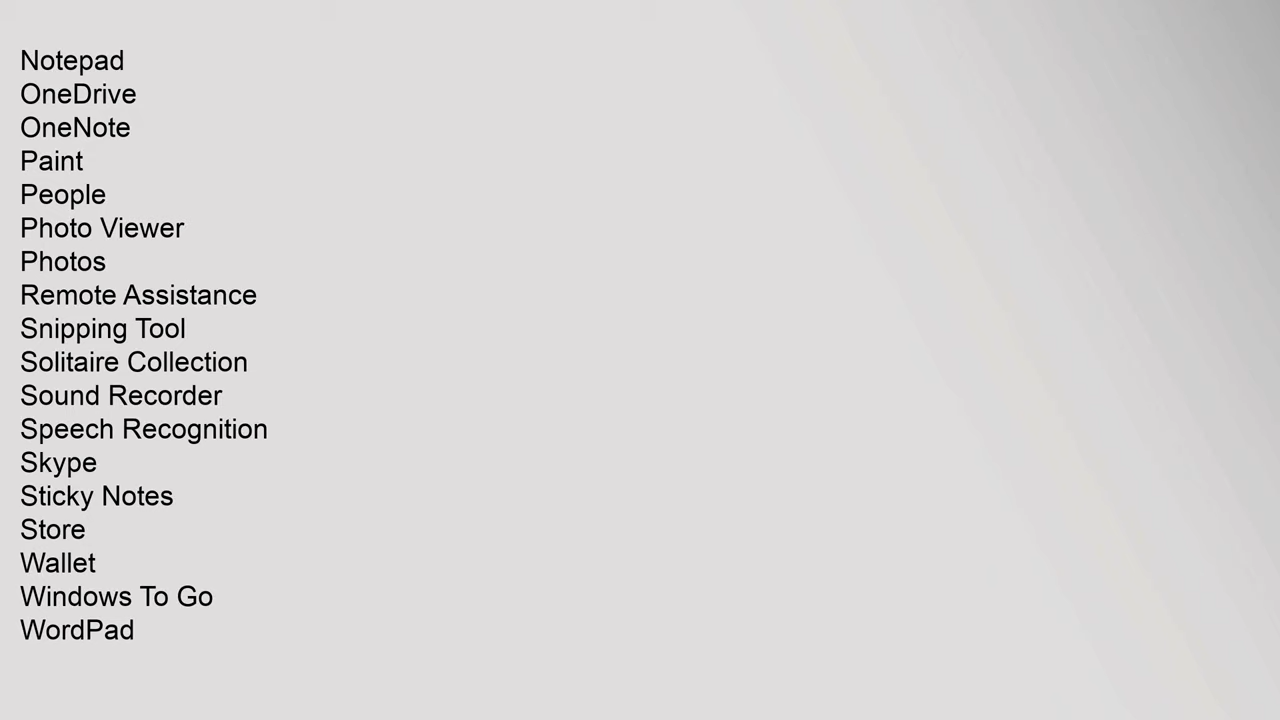 Notepad
OneDrive
OneNote
Paint
People
Photo Viewer
Photos
Remote Assistance
Snipping Tool
Solitaire Collection
Sound Recorder
Speech Recognition
Skype
Sticky Notes
Store
Wallet
Windows To Go
WordPad